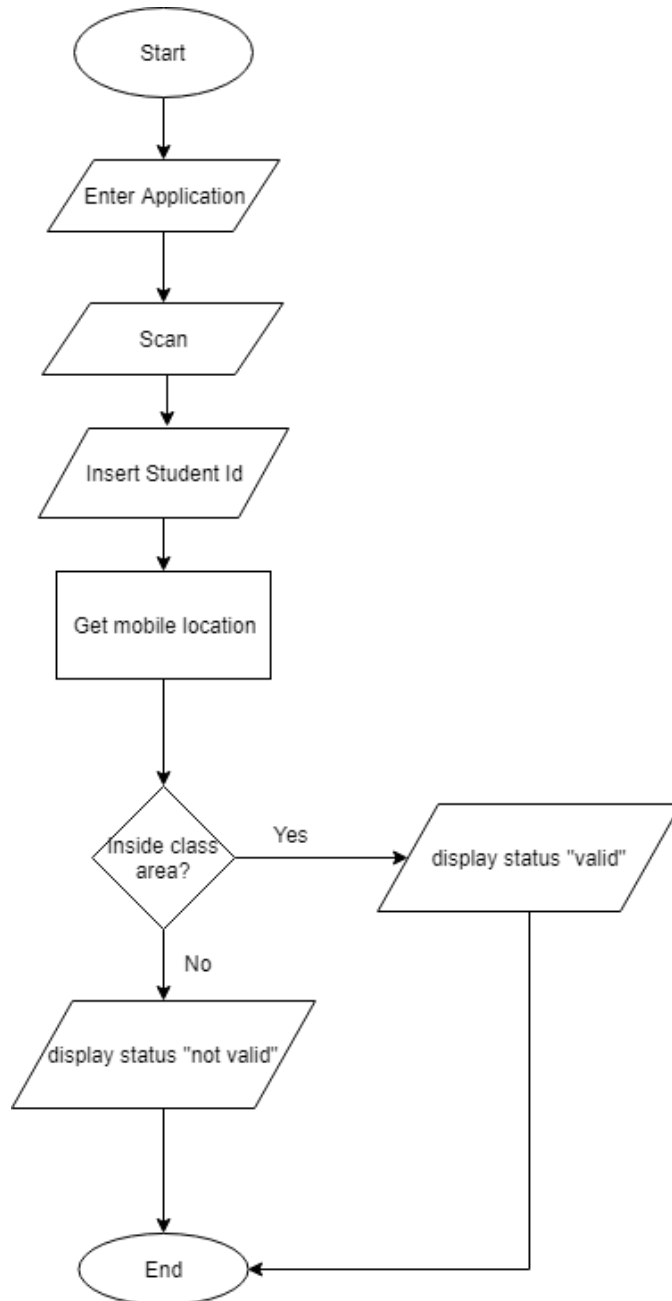 Start
Enter Application
Scan
Insert Student Id
Get mobile location
Inside class
area?
Yes
display status "valid"
No
display status "not valid"
End